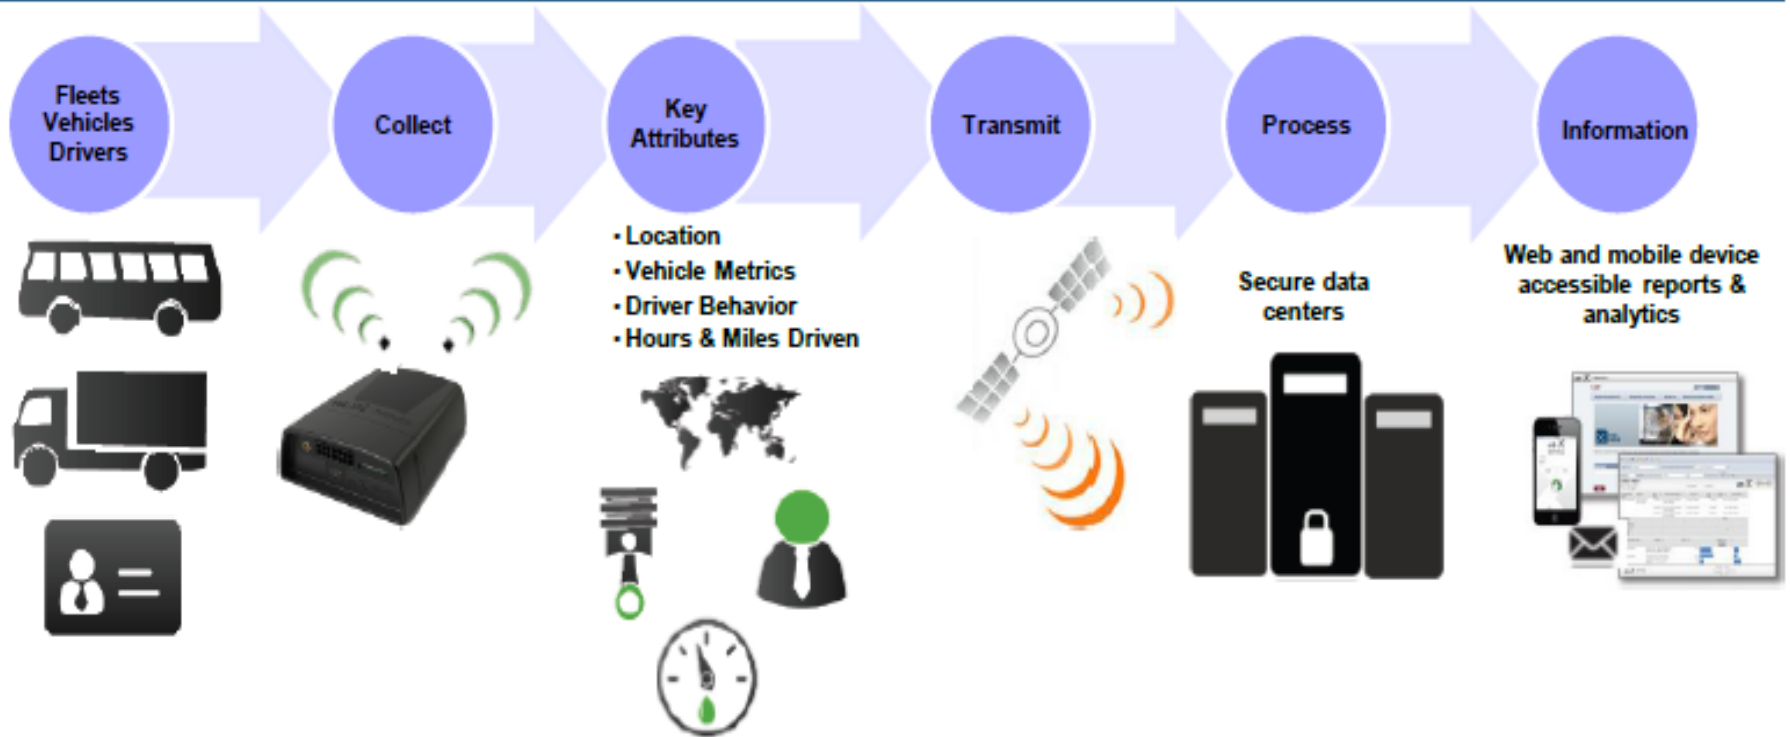 Fleets
Vehicles
Drivers
Collect
Key
Attributes
Transmit
Process
Information
▪ Location
▪ Vehicle Metrics
▪ Driver Behavior
▪ Hours & Miles Driven
Secure data
centers
Web and mobile device
accessible reports &
analytics